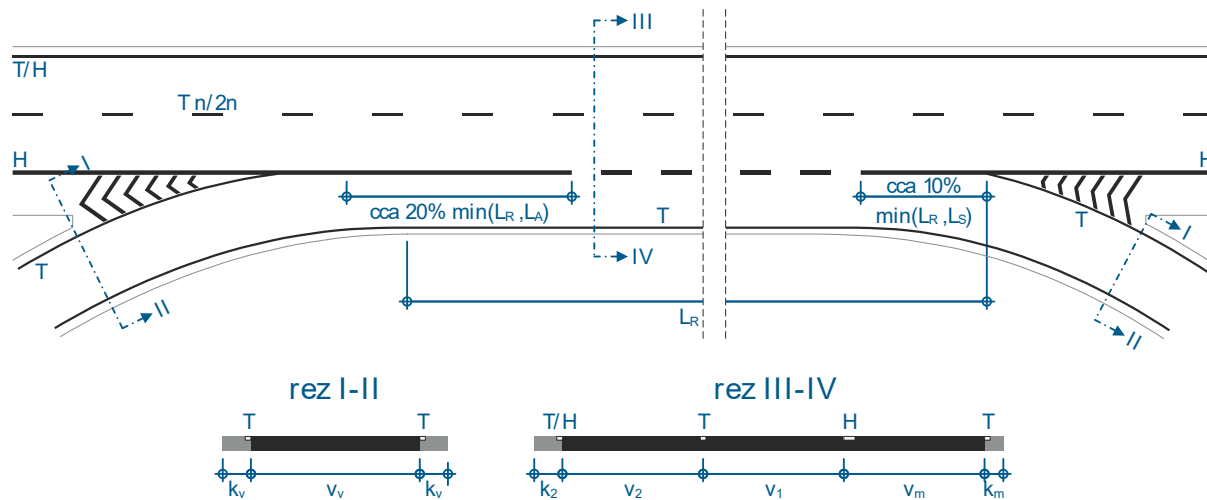 III
T/H
T n/2n
H
I
H
cca 20% min(LR ,LA)
T
cca 10%
min(LR ,LS)
T
I
T
IV
II
LR
II
rez I-II
rez III-IV
T T
T/H T H T
kv vv kv
k2 v2 v1 vm km